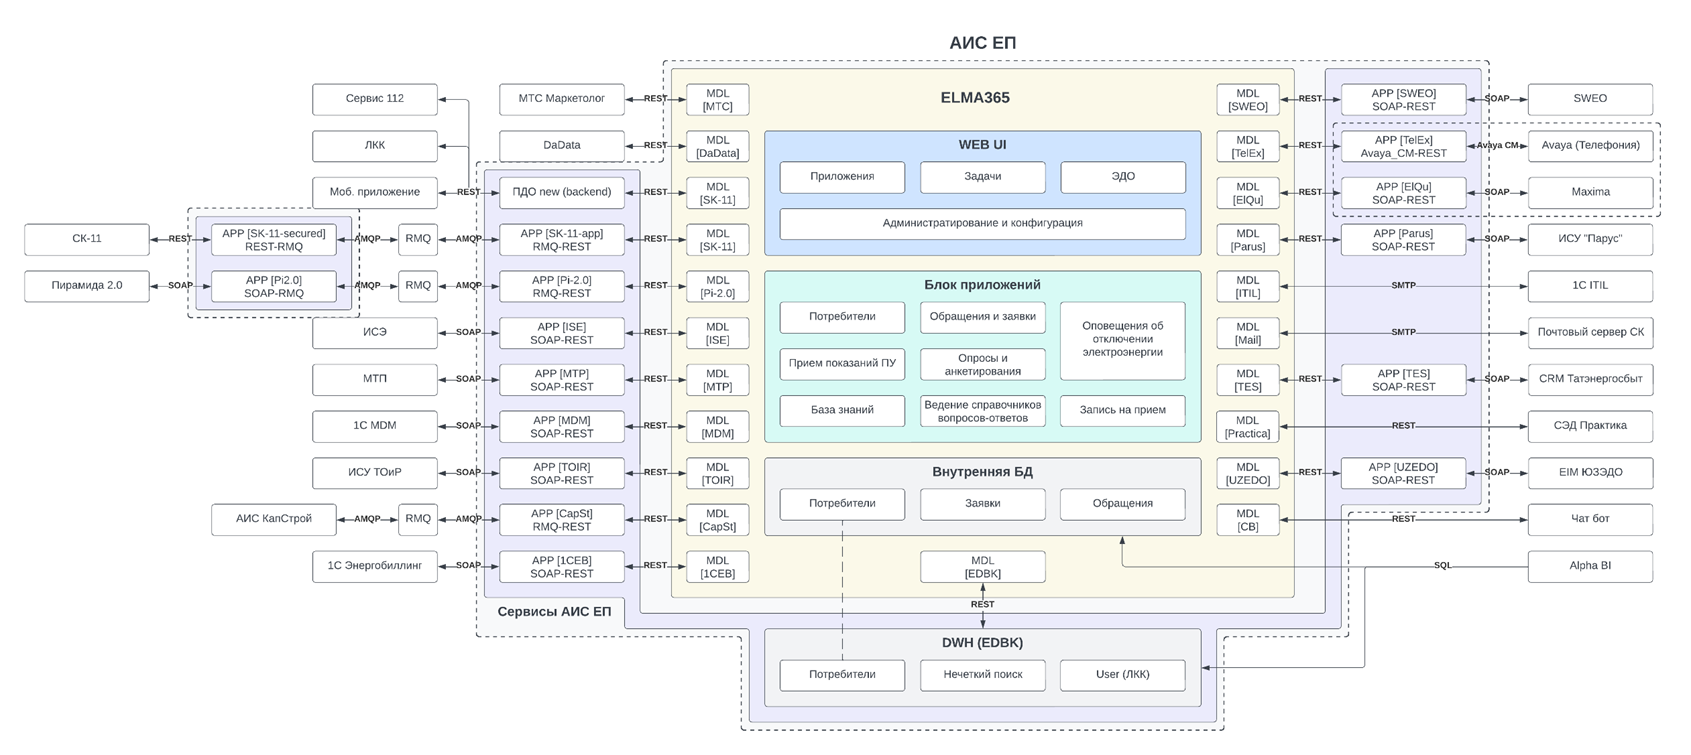 АИС ЕП
ELMA365
Сервис 112
МТС Маркетолог
REST
MDL
[MTC]
MDL
[SWEO]
REST
APP [SWEO]
SOAP-REST
SOAP
SWEO
ЛКК
DaData
REST
MDL
[DaData]
WEB UI
MDL
[TelEx]
REST
APP [TelEx]
Avaya_CM-REST
Avaya CM
Avaya (Телефония)
Приложения
Задачи
ЭДО
Моб. приложение
REST
ПДО new (backend)
REST
MDL
[SK-11]
MDL
[ElQu]
REST
APP [ElQu]
SOAP-REST
SOAP
Maxima
Администратирование и конфигурация
СК-11
REST
APP [SK-11-secured]
REST-RMQ
AMQP
RMQ
AMQP
APP [SK-11-app]
RMQ-REST
REST
MDL
[SK-11]
MDL
[Parus]
REST
APP [Parus]
SOAP-REST
SOAP
ИСУ "Парус"
Пирамида 2.0
SOAP
APP [Pi2.0]
SOAP-RMQ
AMQP
RMQ
AMQP
APP [Pi-2.0]
RMQ-REST
REST
MDL
[Pi-2.0]
Блок приложений
MDL
[ITIL]
SMTP
1С ITIL
Потребители
Обращения и заявки
Оповещения об
отключении
электроэнергии
ИСЭ
SOAP
APP [ISE]
SOAP-REST
REST
MDL
[ISE]
MDL
[Mail]
SMTP
Почтовый сервер СК
Прием показаний ПУ
Опросы и
анкетирования
МТП
SOAP
APP [MTP]
SOAP-REST
REST
MDL
[MTP]
MDL
[TES]
REST
APP [TES]
SOAP-REST
SOAP
CRM Татэнергосбыт
База знаний
Ведение справочников
вопросов-ответов
Запись на прием
1С MDM
SOAP
APP [MDM]
SOAP-REST
REST
MDL
[MDM]
MDL
[Practica]
REST
СЭД Практика
ИСУ ТОиР
SOAP
APP [TOIR]
SOAP-REST
REST
MDL
[TOIR]
Внутренняя БД
MDL
[UZEDO]
REST
APP [UZEDO]
SOAP-REST
SOAP
EIM ЮЗЭДО
Потребители
Заявки
Обращения
АИС КапСтрой
AMQP
RMQ
AMQP
APP [CapSt]
RMQ-REST
REST
MDL
[CapSt]
MDL
[CB]
REST
Чат бот
1С Энергобиллинг
SOAP
APP [1CEB]
SOAP-REST
REST
MDL
[1CEB]
MDL
[EDBK]
SQL
Alpha BI
REST
Сервисы АИС ЕП
DWH (EDBK)
Потребители
Нечеткий поиск
User (ЛКК)